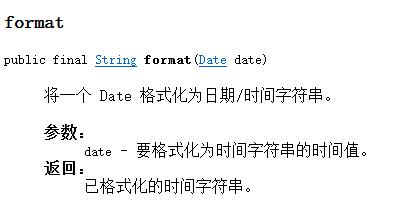 format
public final String format(Date date)
将一个 Date 格式化为日期/时间字符串。
参数：
date - 要格式化为时间字符串的时间值。
返回：
已格式化的时间字符串。